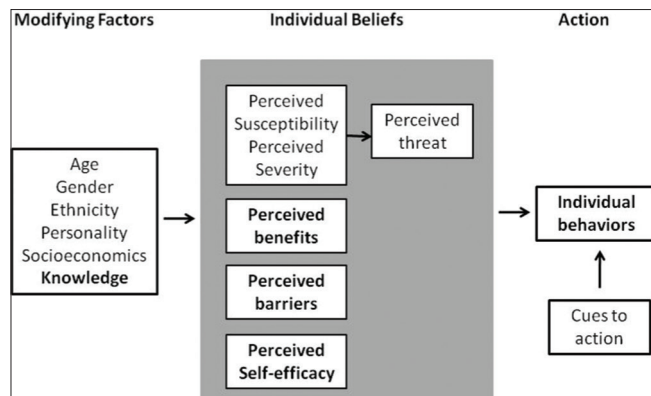 Modifying Factors
Individual Beliefs
Action
Age
Gender
Ethnicity
Personality
Socioeconomics
Knowledge
Perceived
Susceptibility
Perceived
Severity
Perceived
threat
Perceived
benefits
Perceived
barriers
Perceived
Self-efficacy
Individual
behaviors
Cues to
action